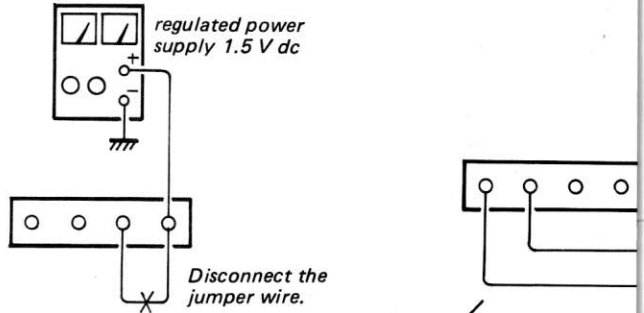 regulated power
supply 1.5 V dc
+
−
Disconnect the
jumper wire.